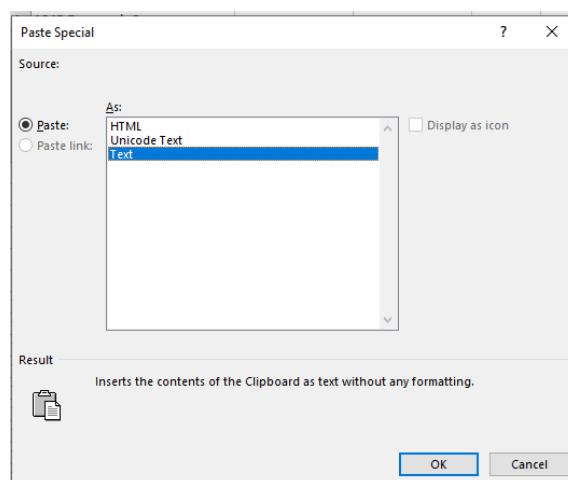 Paste Special
?
Source:
As:
Paste:
Paste link:
HTML
Unicode Text
Text
Display as icon
Result
Inserts the contents of the Clipboard as text without any formatting.
OK
Cancel